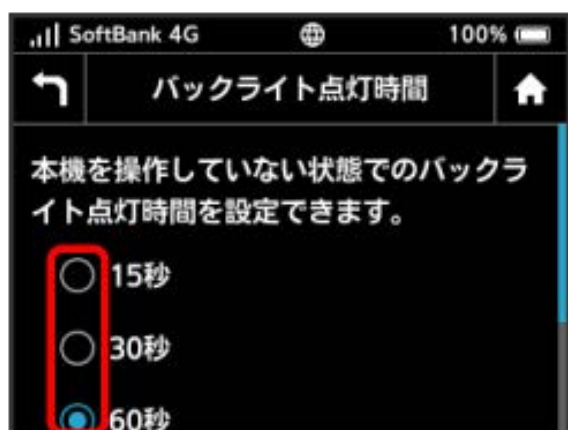 SoftBank 4G 100%
バックライト点灯時間
本機を操作していない状態でのバックラ
イト点灯時間を設定できます。
15秒
30秒
60秒